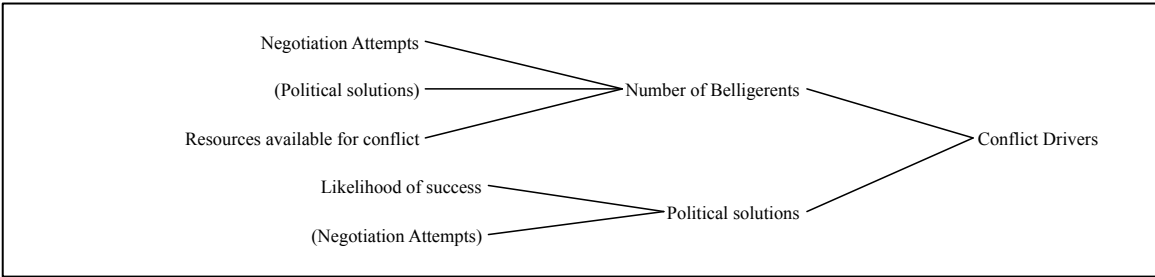 Negotiation Attempts
(Political solutions)
Number of Belligerents
Resources available for conflict
Conflict Drivers
Likelihood of success
Political solutions
(Negotiation Attempts)